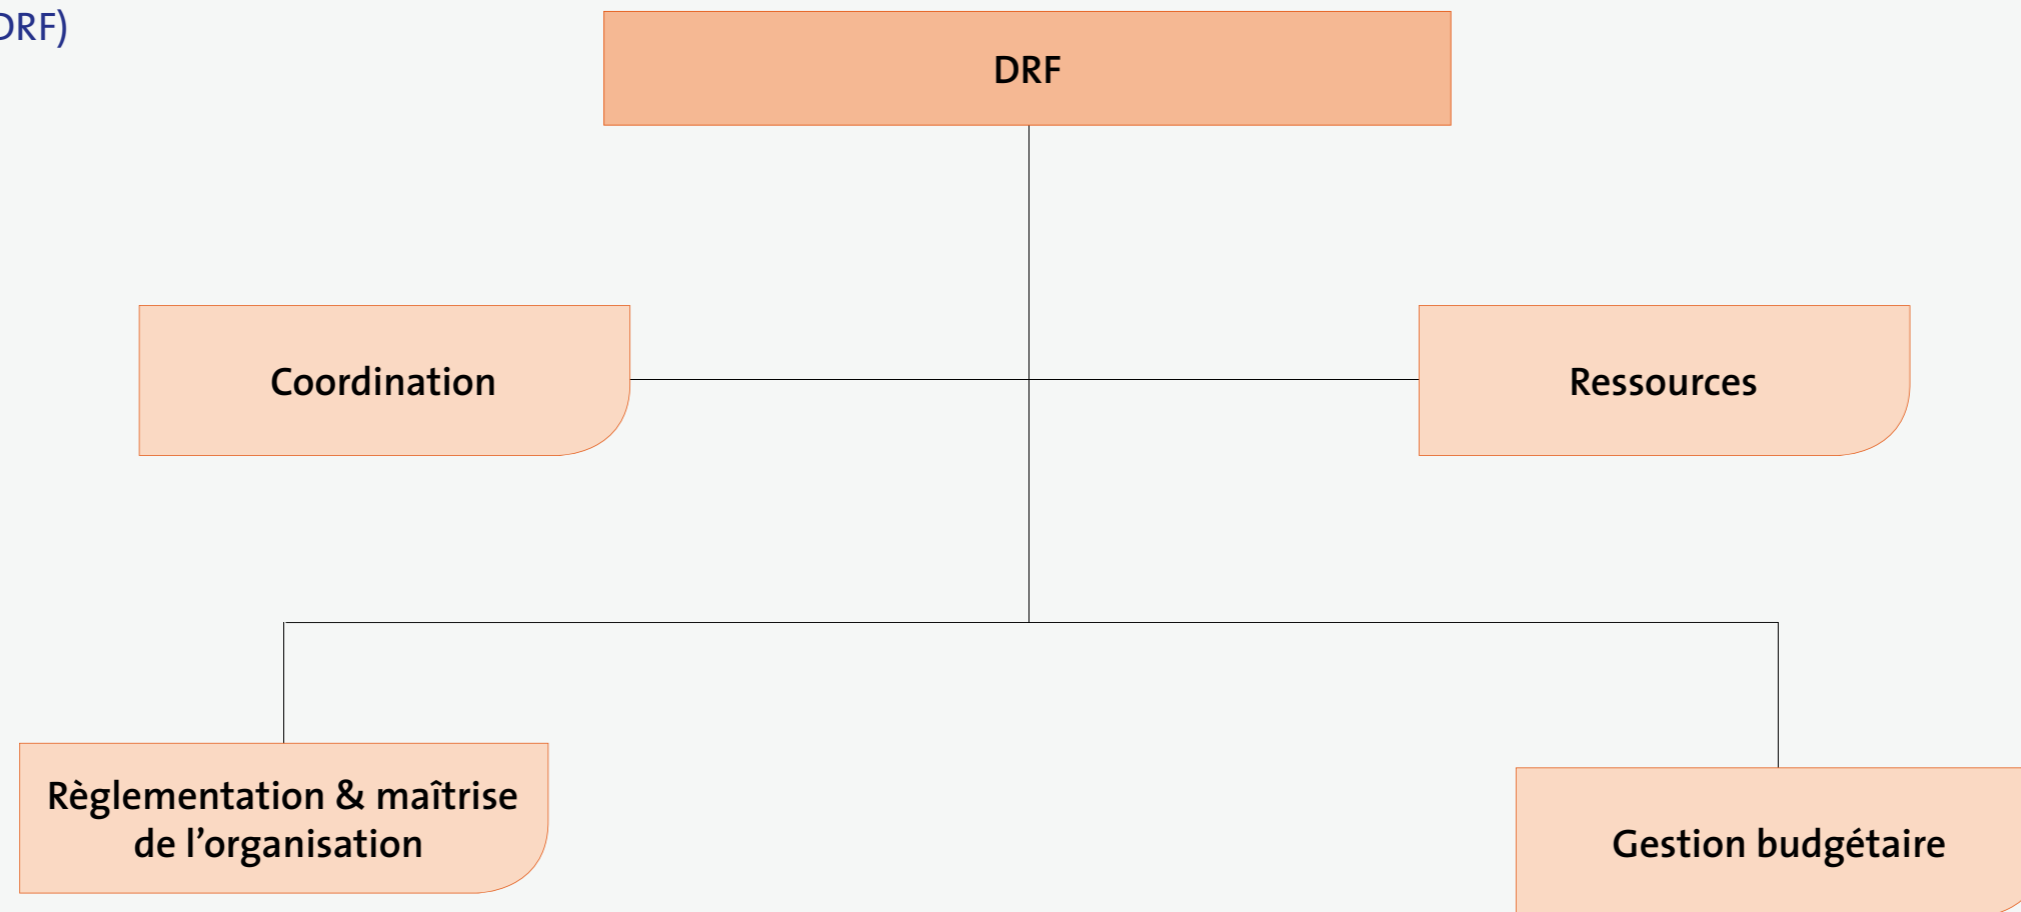 DRF)
DRF
Coordination
Ressources
Règlementation & maîtrise
de l’organisation
Gestion budgétaire